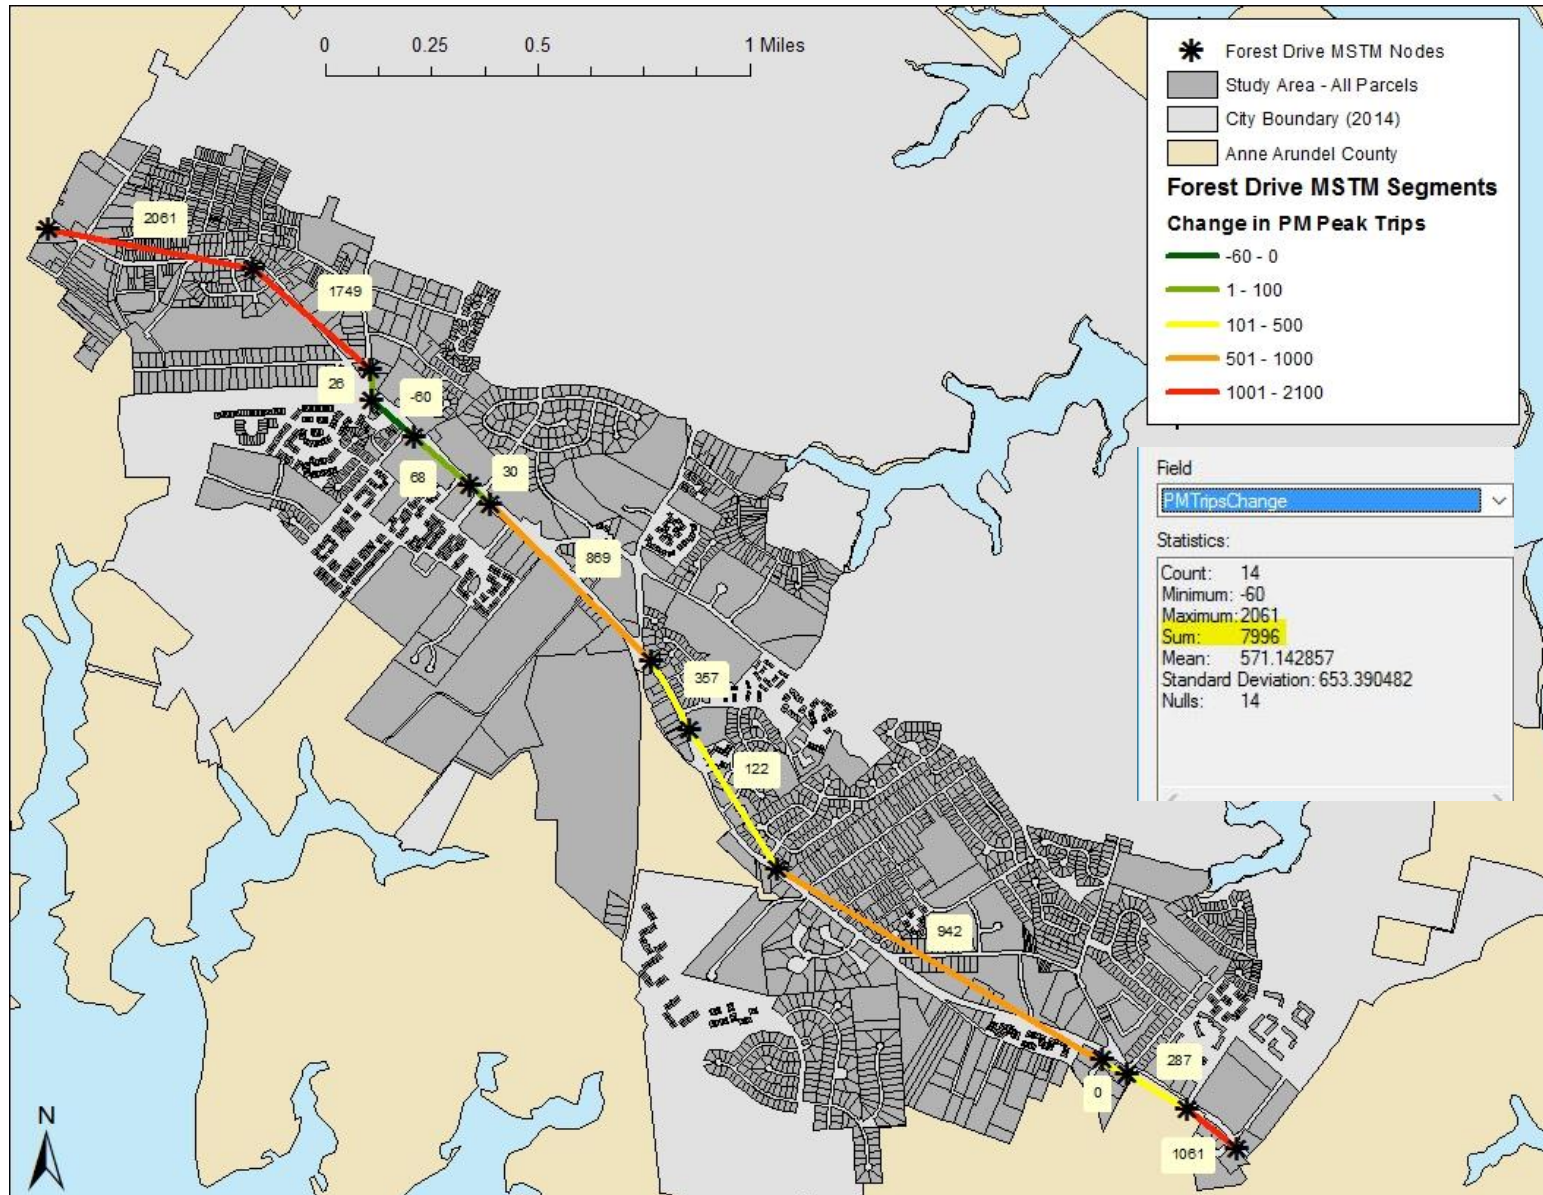 0 0.25 0.5 1 Miles
Forest Drive MSTM Nodes
Study Area - All Parcels
City Boundary (2014)
Anne Arundel County
Forest Drive MSTM Segments
Change in PM Peak Trips
-60 - 0
1 - 100
101 - 500
501 - 1000
1001 - 2100
2061
1749
26
-60
68
30
869
357
122
942
0
287
1061
Field
PMTripsChange
Statistics:
Count: 14
Minimum: -60
Maximum: 2061
Sum: 7996
Mean: 571.142857
Standard Deviation: 653.390482
Nulls: 14
N